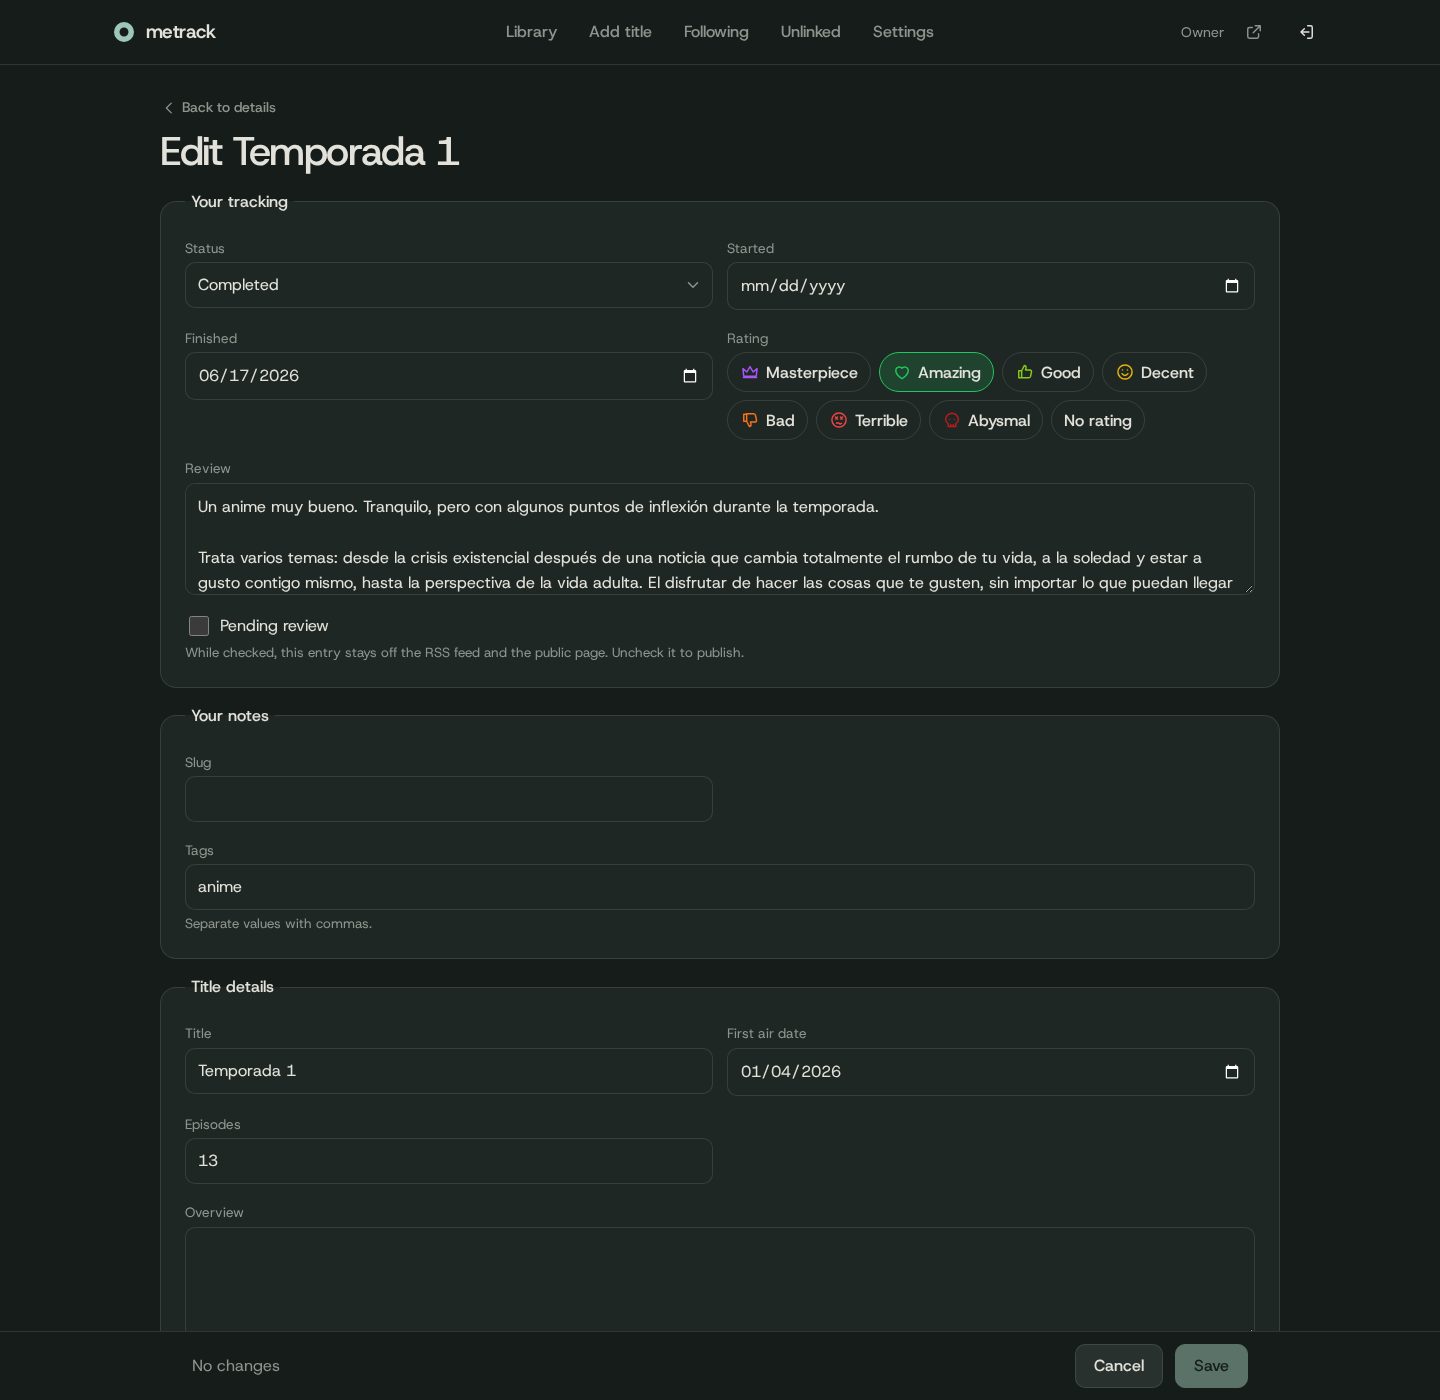 metrack
Library
Add title
Following
Unlinked
Settings
Owner
Back to details
Edit Temporada 1
Your tracking
Status
Completed
Started
mm/dd/yyyy
Finished
06/17/2026
Rating
Masterpiece
Amazing
Good
Decent
Bad
Terrible
Abysmal
No rating
Review
Un anime muy bueno. Tranquilo, pero con algunos puntos de inflexión durante la temporada.
Trata varios temas: desde la crisis existencial después de una noticia que cambia totalmente el rumbo de tu vida, a la soledad y estar a
gusto contigo mismo, hasta la perspectiva de la vida adulta. El disfrutar de hacer las cosas que te gusten, sin importar lo que puedan llegar
Pending review
While checked, this entry stays off the RSS feed and the public page. Uncheck it to publish.
Your notes
Slug
Tags
anime
Separate values with commas.
Title details
Title
Temporada 1
First air date
01/04/2026
Episodes
13
Overview
No changes
Cancel
Save